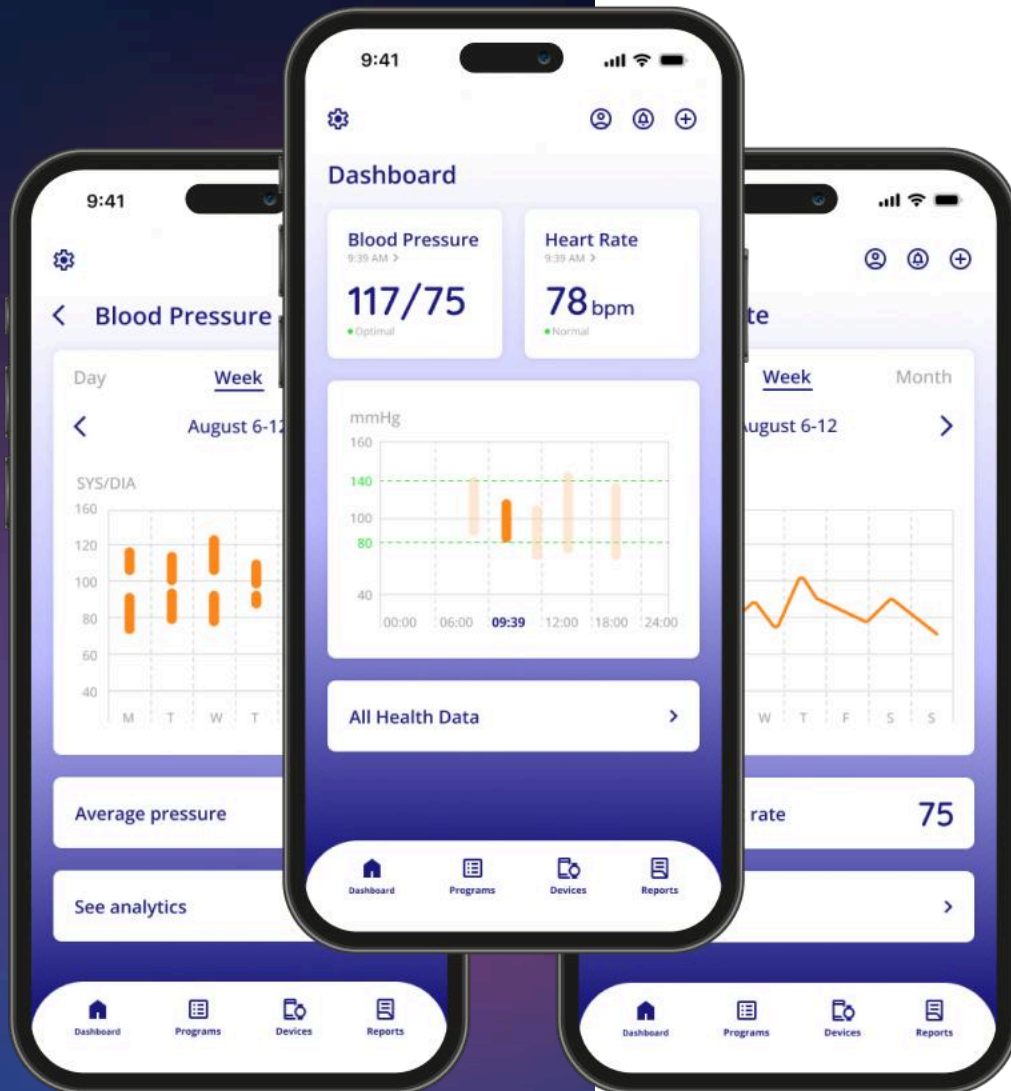 9:41
Dashboard
Blood Pressure
9:39 AM >
117/75
Optimal
Heart Rate
9:39 AM >
78 bpm
Normal
mmHg
160
140
100
80
40
00:00 06:00 09:39 12:00 18:00 24:00
All Health Data >
Dashboard Programs Devices Reports
9:41
< Blood Pressure
Day Week
< August 6-12
SYS/DIA
160
120
100
80
60
40
M T W T
Average pressure
See analytics
Dashboard Programs Devices Reports
Week Month
August 6-12 >
W T F S S
rate 75
>
Dashboard Programs Devices Reports